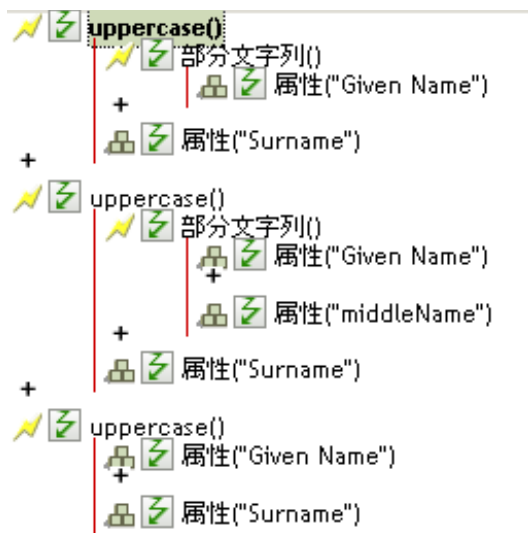 uppercase()
部分文字列()
属性("Given Name")
+
属性("Surname")
+
uppercase()
部分文字列()
属性("Given Name")
+
属性("middleName")
+
属性("Surname")
+
uppercase()
属性("Given Name")
+
属性("Surname")